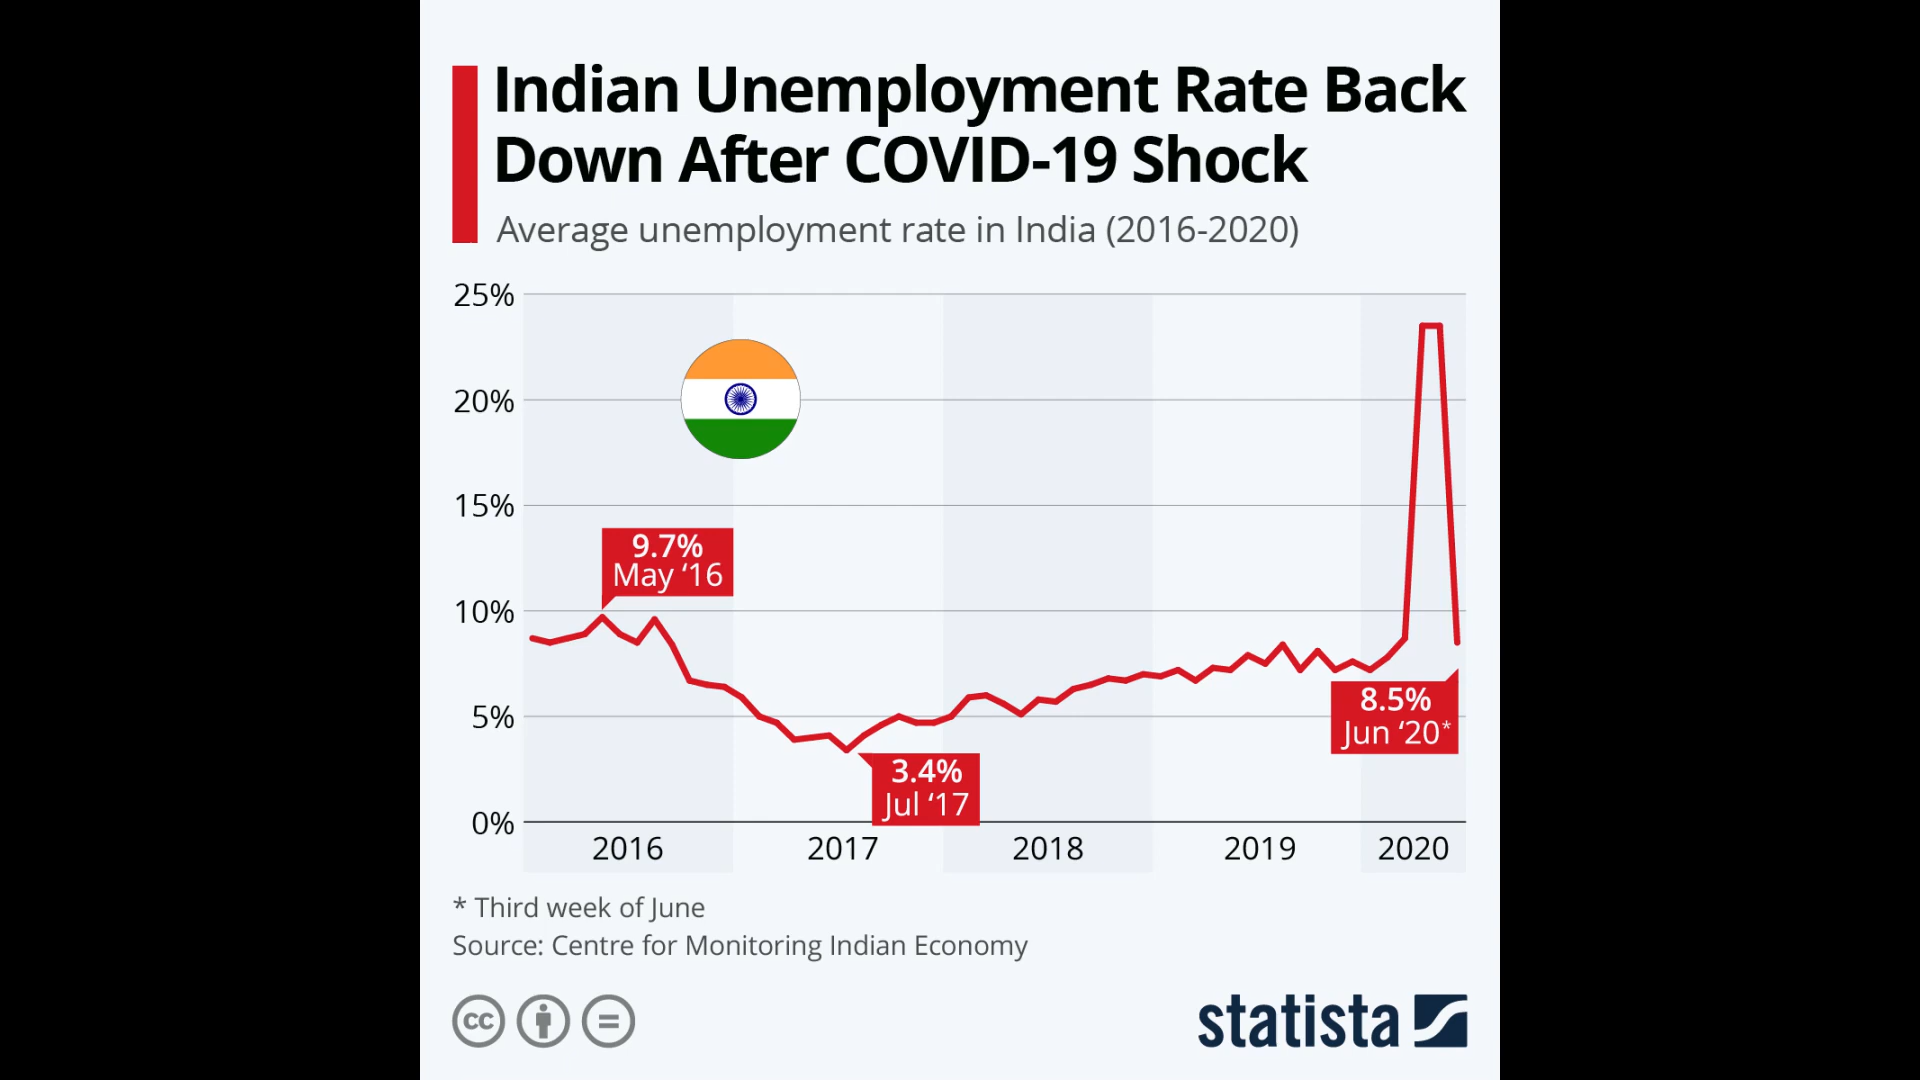 Indian Unemployment Rate Back
Down After COVID-19 Shock
Average unemployment rate in India (2016-2020)
25%
20%
15%
10%
5%
0%
9.7%
May ‘16
3.4%
Jul ‘17
8.5%
Jun ‘20*
2016 2017 2018 2019 2020
* Third week of June
Source: Centre for Monitoring Indian Economy
cc
statista